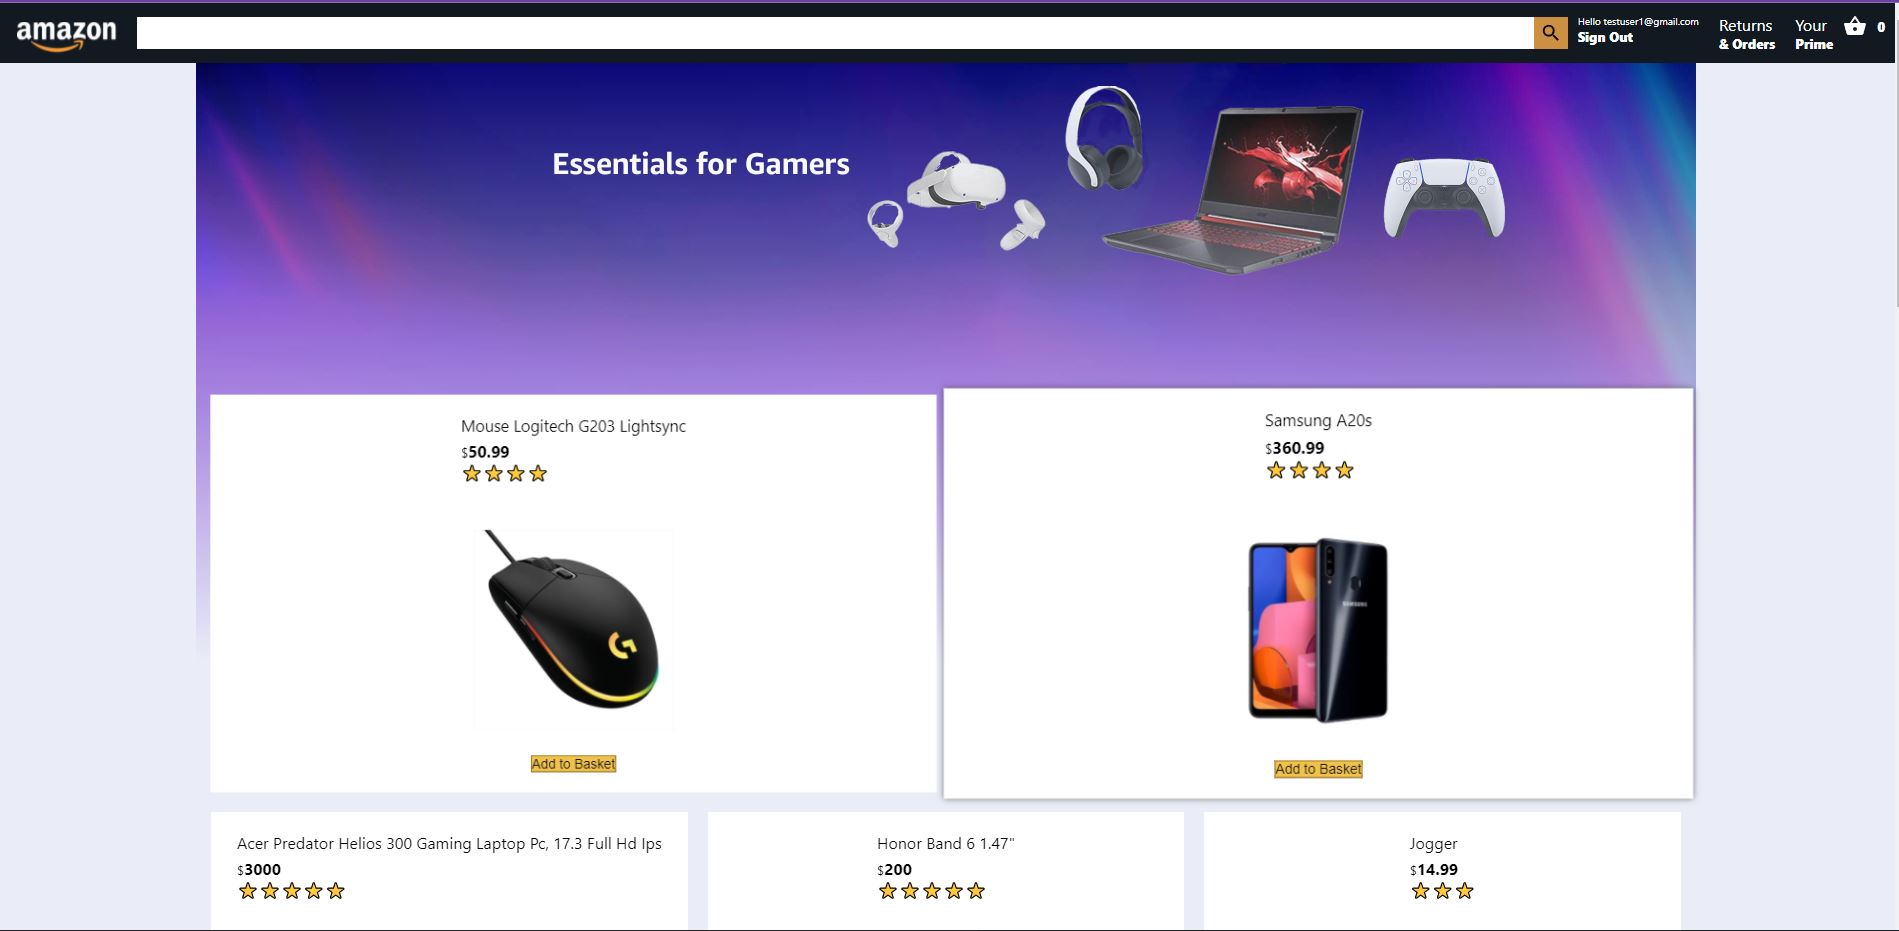 amazon
Hello testuser1@gmail.com
Sign Out
Returns
& Orders
Your
Prime
0
Essentials for Gamers
Mouse Logitech G203 Lightsync
$50.99
Samsung A20s
$360.99
SAMSUNG
Add to Basket
Add to Basket
Acer Predator Helios 300 Gaming Laptop Pc, 17.3 Full Hd Ips
$3000
Honor Band 6 1.47"
$200
Jogger
$14.99